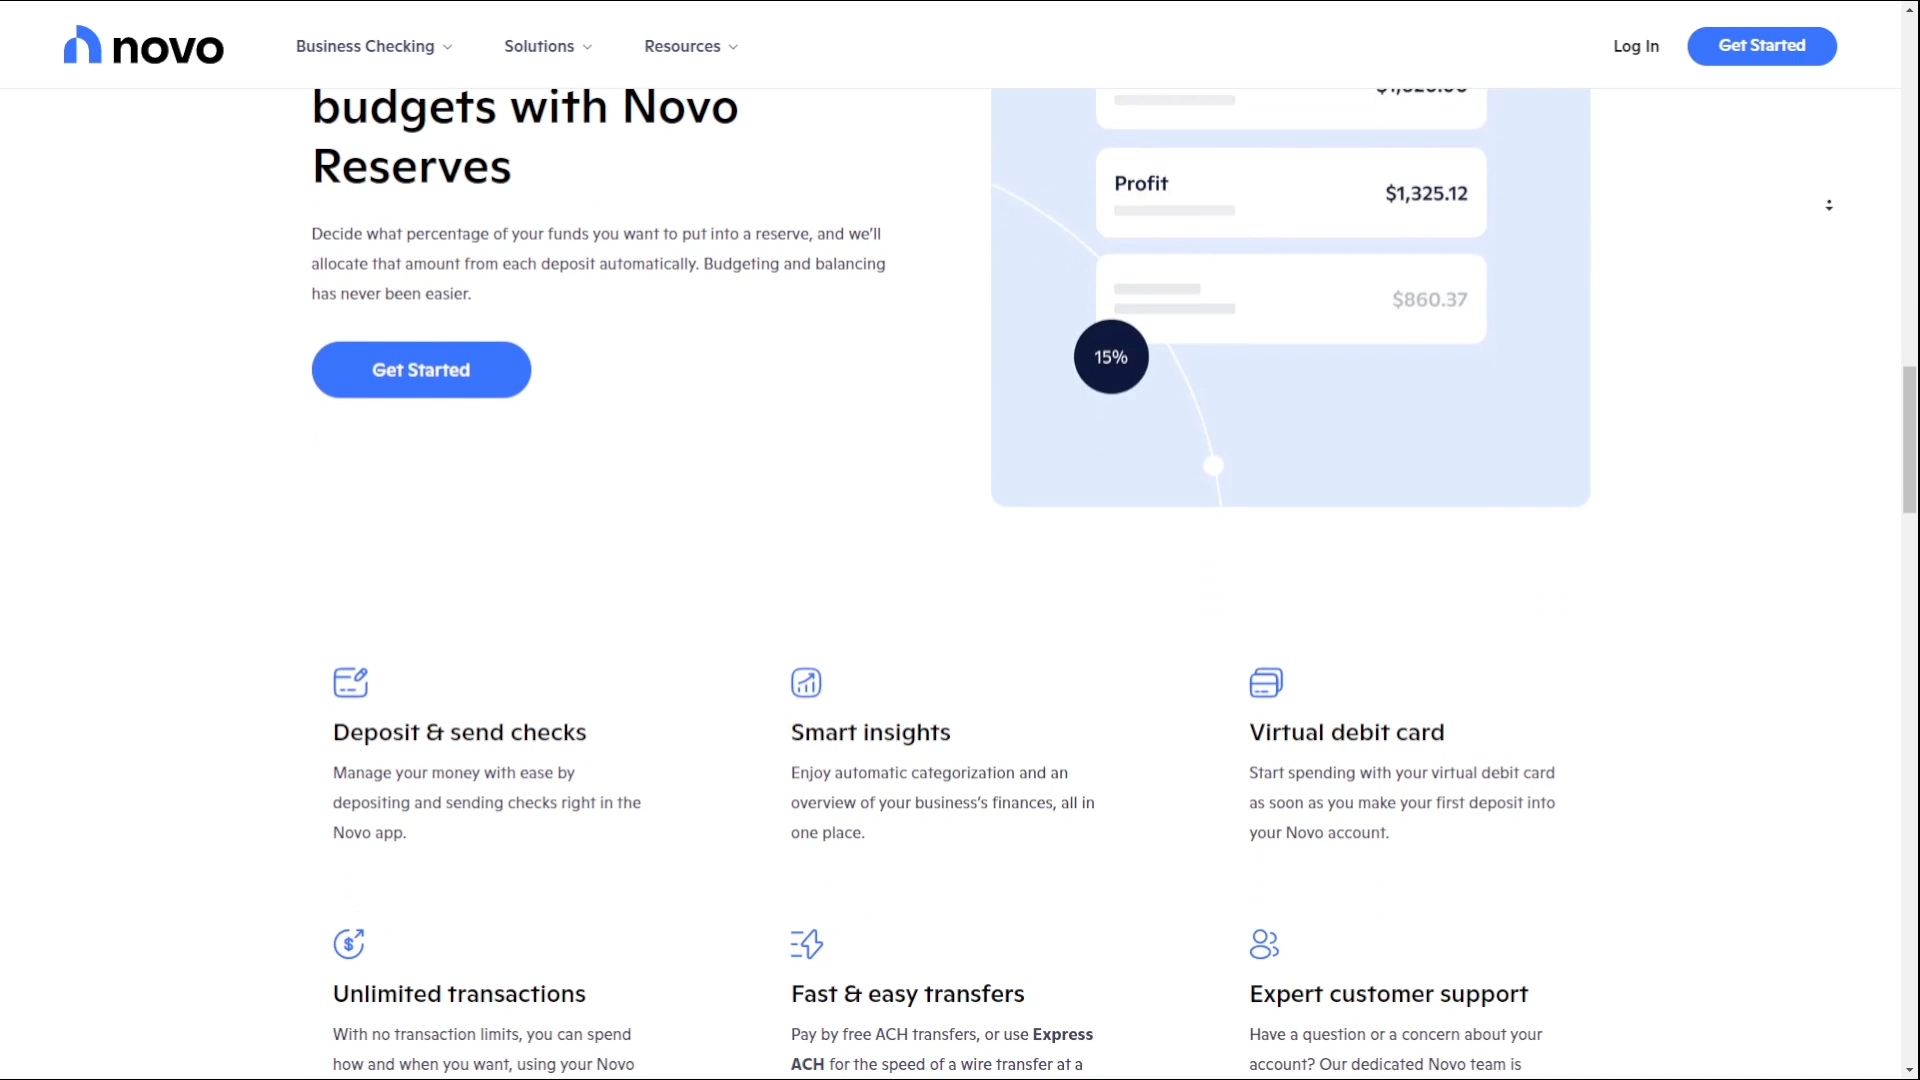 novo
Business Checking
Solutions
Resources
Log In
Get Started
budgets with Novo
Reserves
Decide what percentage of your funds you want to put into a reserve, and we'll
allocate that amount from each deposit automatically. Budgeting and balancing
has never been easier.
Get Started
Profit
$1,325.12
$860.37
15%
Deposit & send checks
Manage your money with ease by
depositing and sending checks right in the
Novo app.
Smart insights
Enjoy automatic categorization and an
overview of your business's finances, all in
one place.
Virtual debit card
Start spending with your virtual debit card
as soon as you make your first deposit into
your Novo account.
Unlimited transactions
With no transaction limits, you can spend
how and when you want, using your Novo
Fast & easy transfers
Pay by free ACH transfers, or use Express
ACH for the speed of a wire transfer at a
Expert customer support
Have a question or a concern about your
account? Our dedicated Novo team is